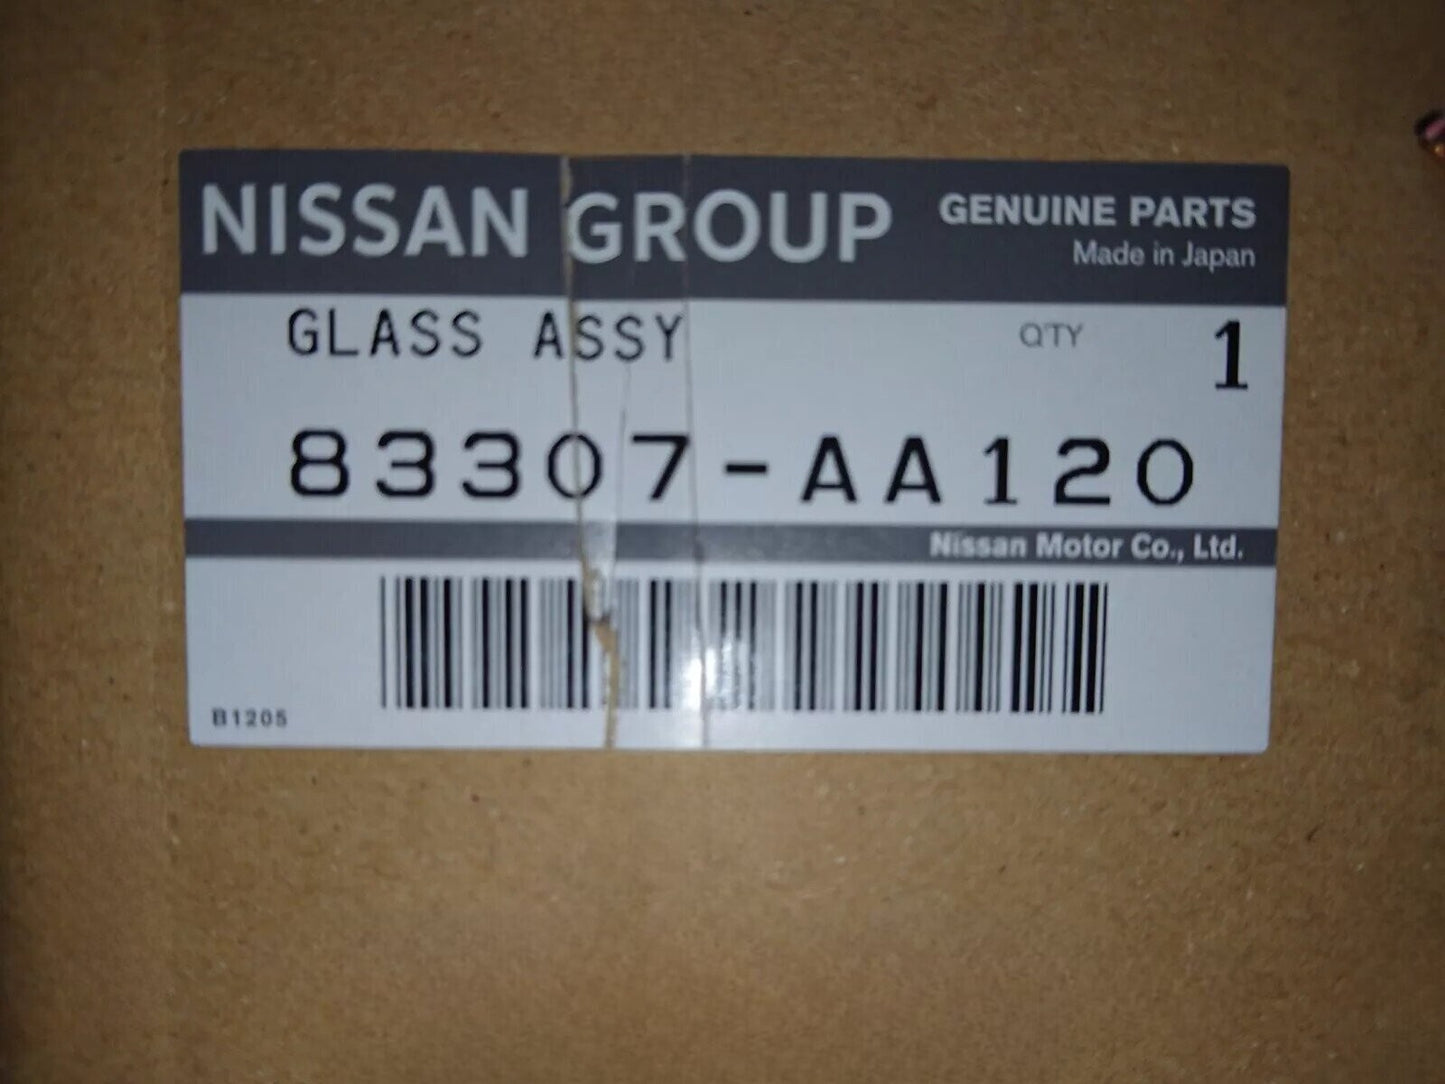 NISSAN GROUP
GENUINE PARTS
Made in Japan
GLASS ASSY
QTY 1
83307-AA120
Nissan Motor Co., Ltd.
B1205